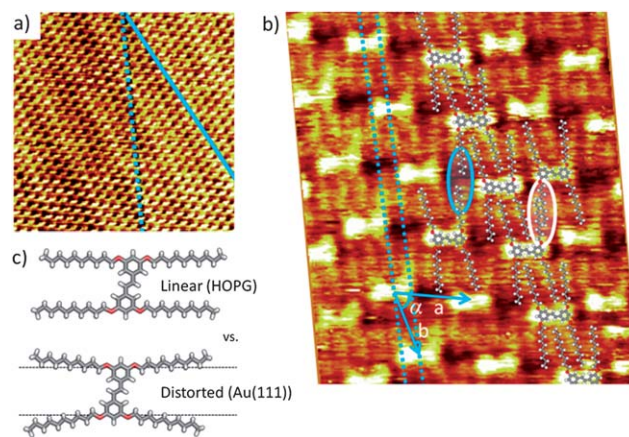 a)
b)
α
a
b
c)
Linear (HOPG)
vs.
Distorted (Au(111))